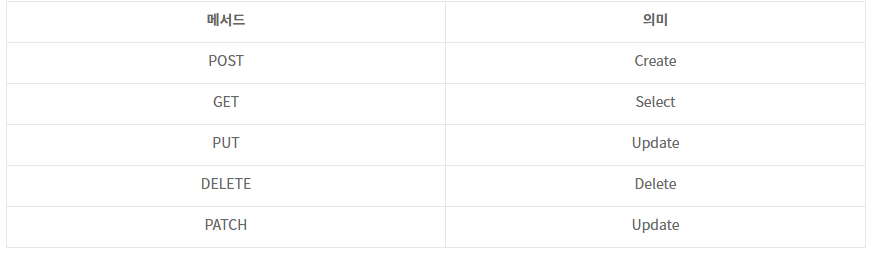 메서드 의미
POST Create
GET Select
PUT Update
DELETE Delete
PATCH Update